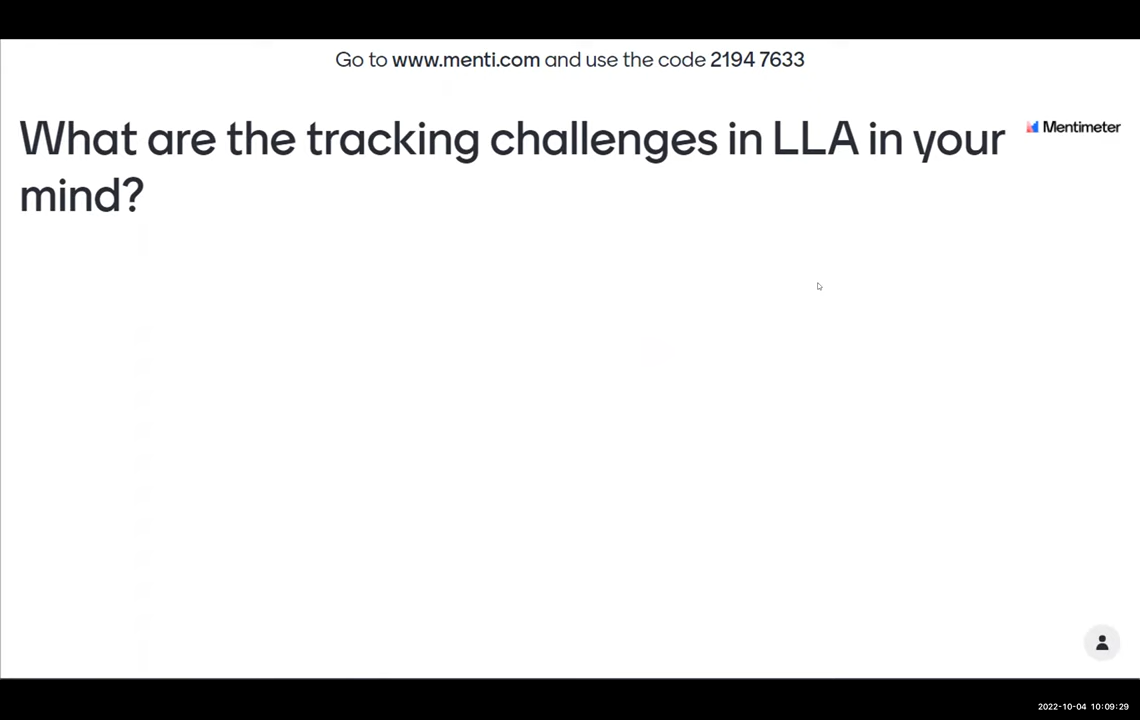 Go to www.menti.com and use the code 2194 7633
What are the tracking challenges in LLA in your
mind?
Mentimeter
2022-10-04 10:09:29